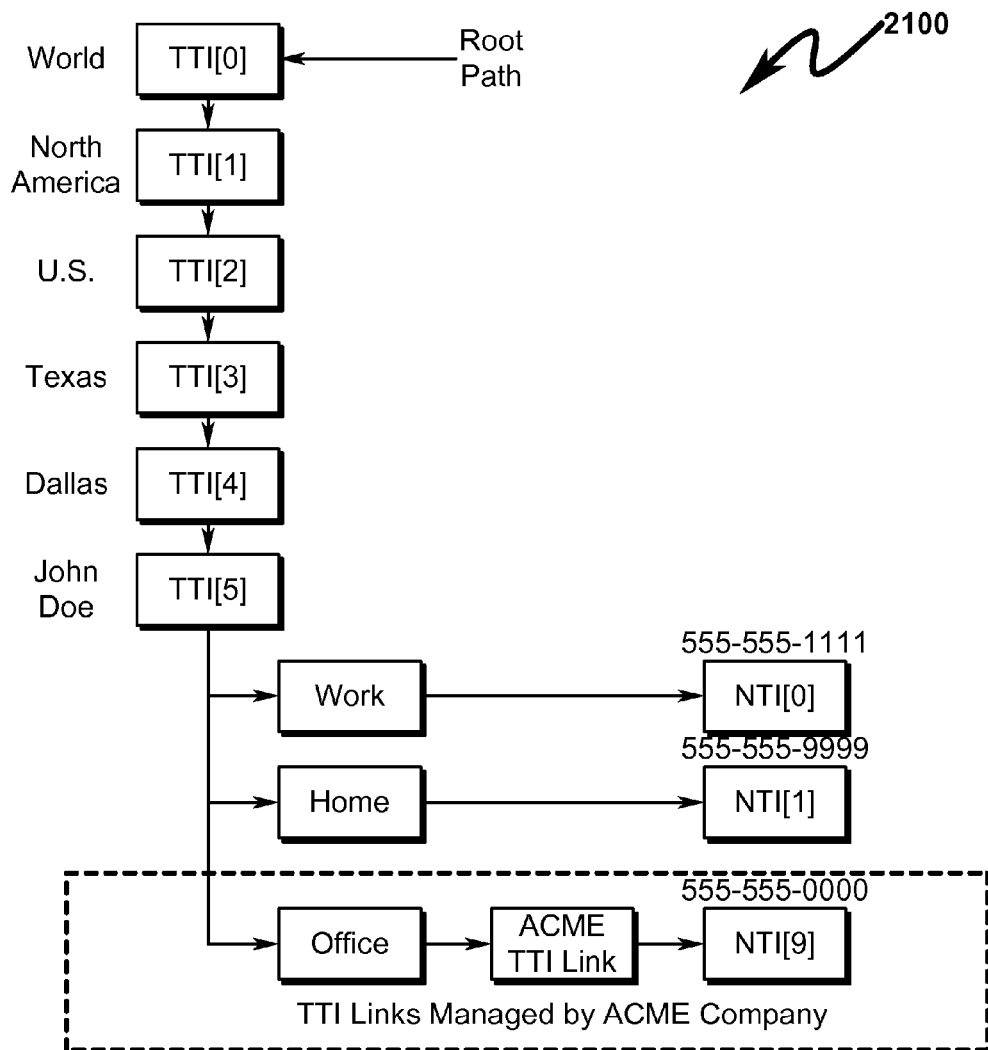 2100
World
TTI[0]
Root
Path
North
America
TTI[1]
U.S.
TTI[2]
Texas
TTI[3]
Dallas
TTI[4]
John
Doe
TTI[5]
555-555-1111
Work
NTI[0]
555-555-9999
Home
NTI[1]
555-555-0000
Office
ACME
TTI Link
NTI[9]
TTI Links Managed by ACME Company